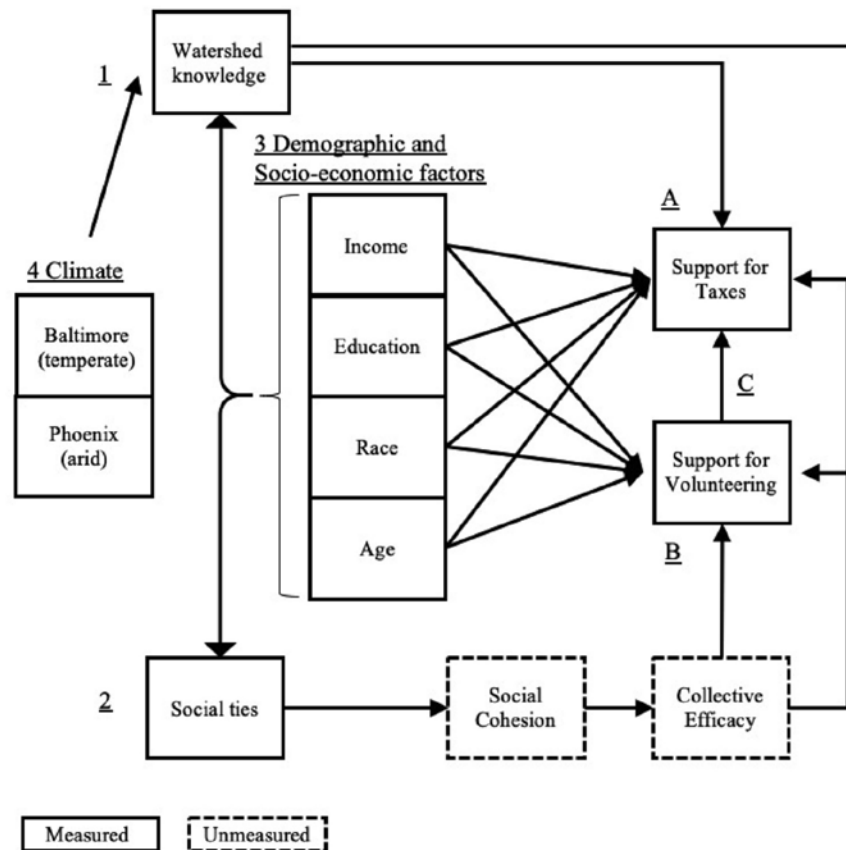 Watershed
knowledge
1
3 Demographic and
Socio-economic factors
A
Income
Support for
Taxes
4 Climate
Baltimore
(temperate)
Education
C
Phoenix
(arid)
Race
Support for
Volunteering
Age
B
2
Social ties
Social
Cohesion
Collective
Efficacy
Measured
Unmeasured